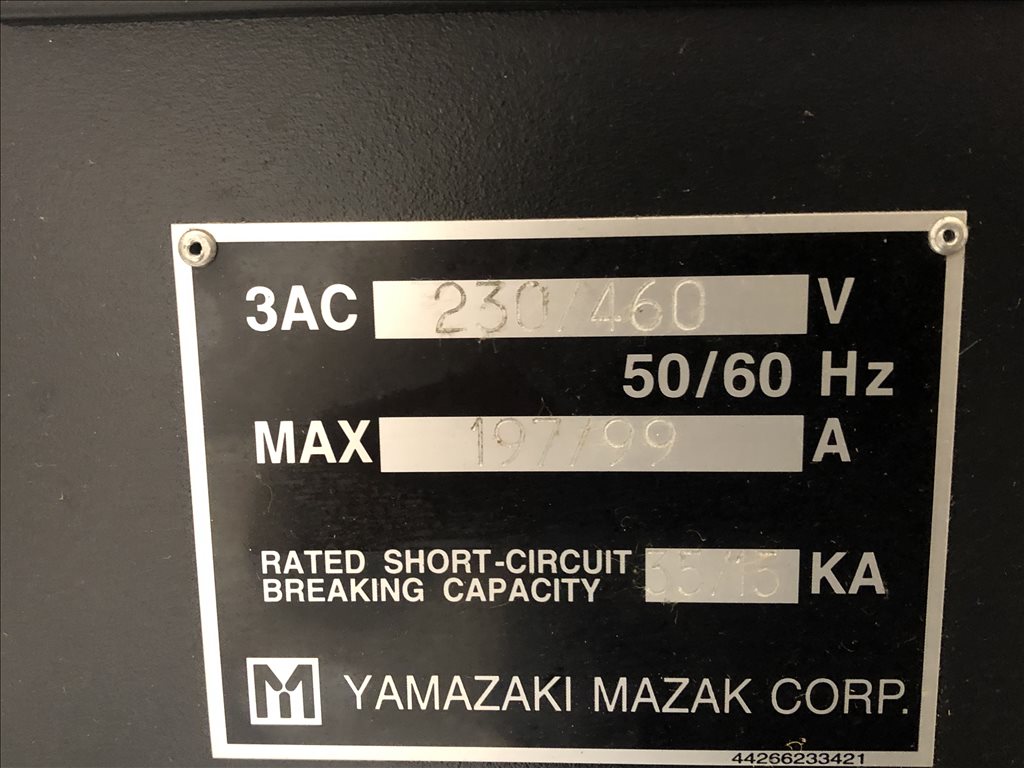 3AC 230/460 V
50/60 Hz
MAX 197/99 A
RATED SHORT-CIRCUIT
BREAKING CAPACITY 35/15 KA
YAMAZAKI MAZAK CORP.
44266233421